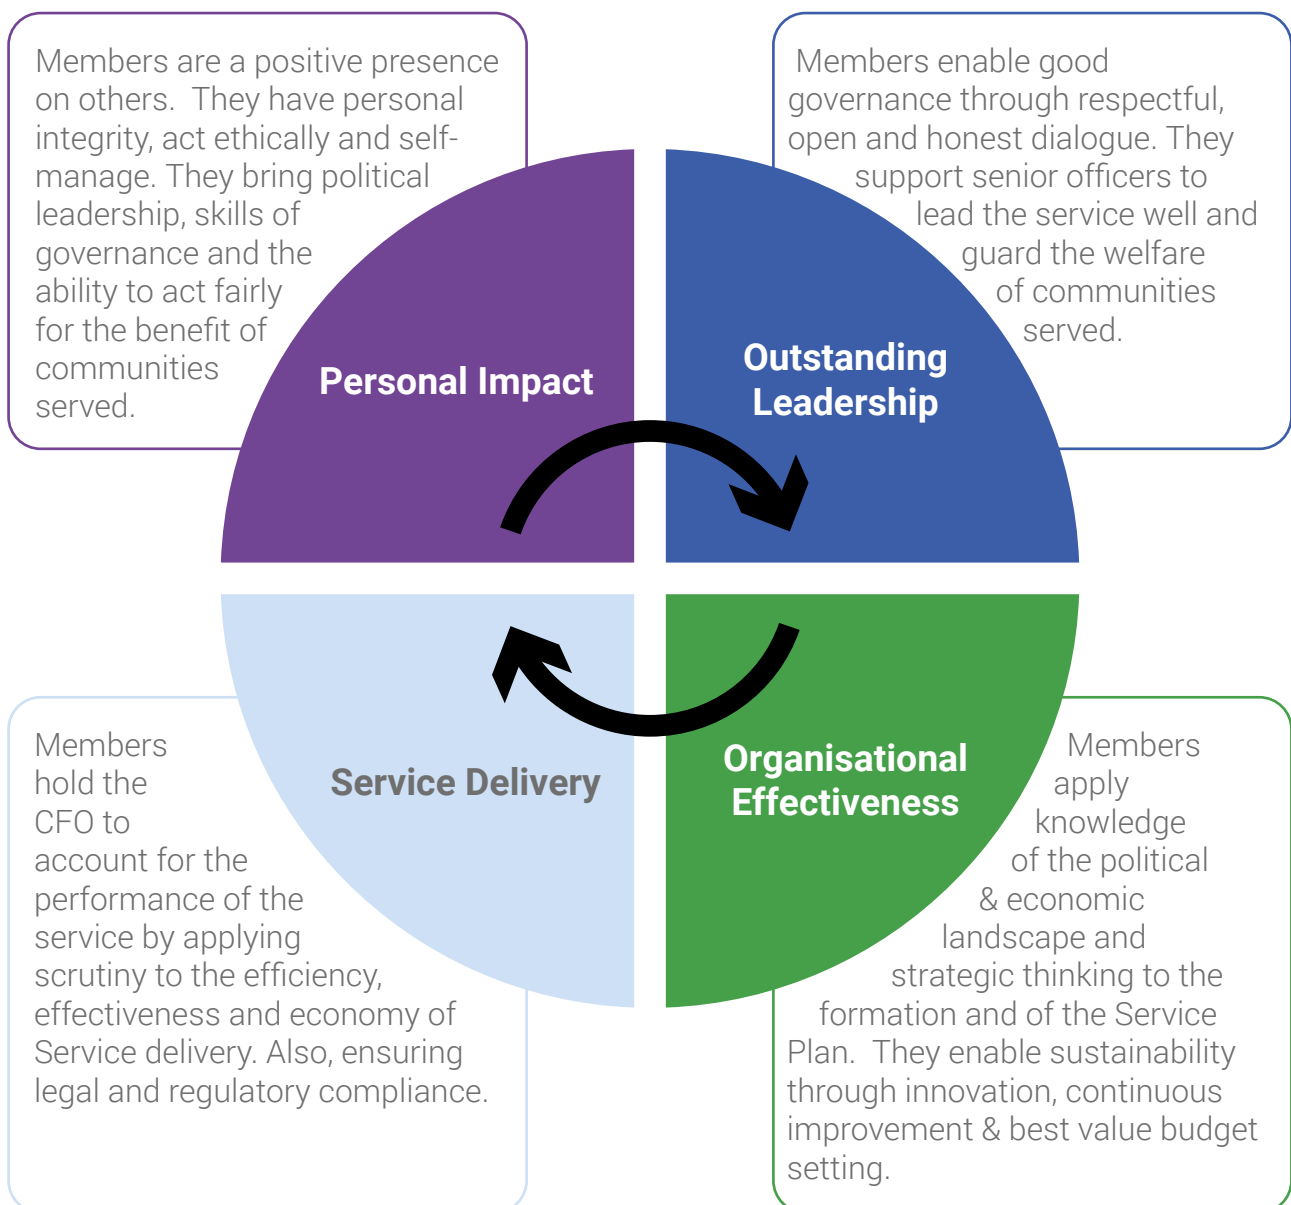 Members are a positive presence
on others.  They have personal
integrity, act ethically and self-
manage. They bring political
leadership, skills of
governance and the
ability to act fairly
for the benefit of
communities
served.
Personal Impact
Members enable good
governance through respectful,
open and honest dialogue. They
support senior officers to
lead the service well and
guard the welfare
of communities
served.
Outstanding
Leadership
Members
hold the
CFO to
account for the
performance of the
service by applying
scrutiny to the efficiency,
effectiveness and economy of
Service delivery. Also, ensuring
legal and regulatory compliance.
Service Delivery
Organisational
Effectiveness
Members
apply
knowledge
of the political
& economic
landscape and
strategic thinking to the
formation and of the Service
Plan.  They enable sustainability
through innovation, continuous
improvement & best value budget
setting.